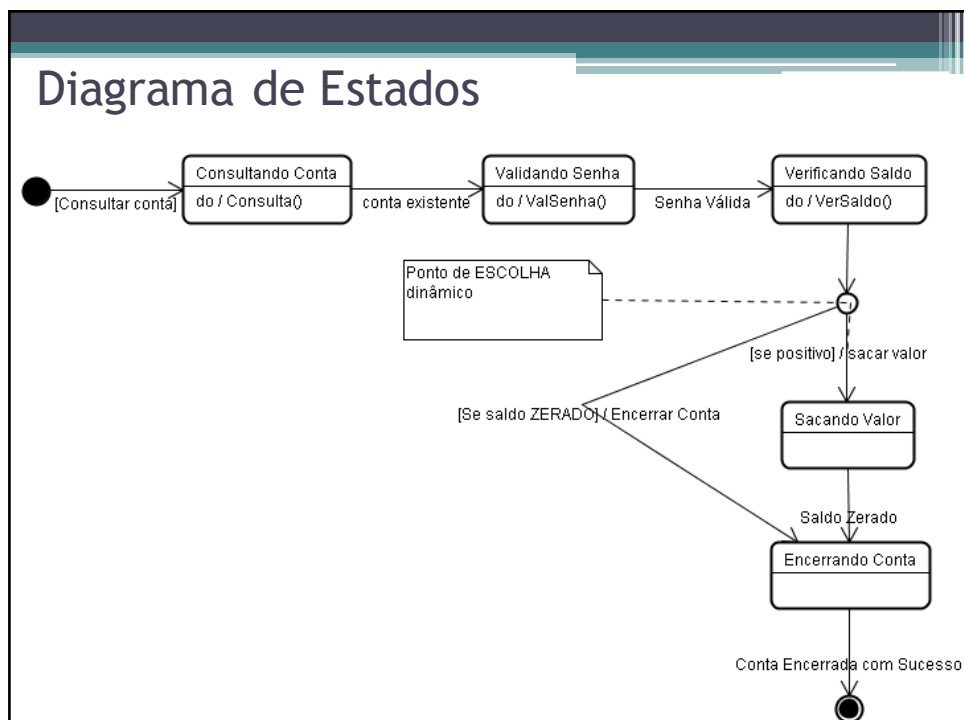 Diagrama de Estados
Consultando Conta
do / Consulta()
Validando Senha
do / ValSenha()
Verificando Saldo
do / VerSaldo()
[Consultar conta]
conta existente
Senha Válida
Ponto de ESCOLHA
dinâmico
[se positivo] / sacar valor
[Se saldo ZERADO] / Encerrar Conta
Sacando Valor
Saldo Zerado
Encerrando Conta
Conta Encerrada com Sucesso